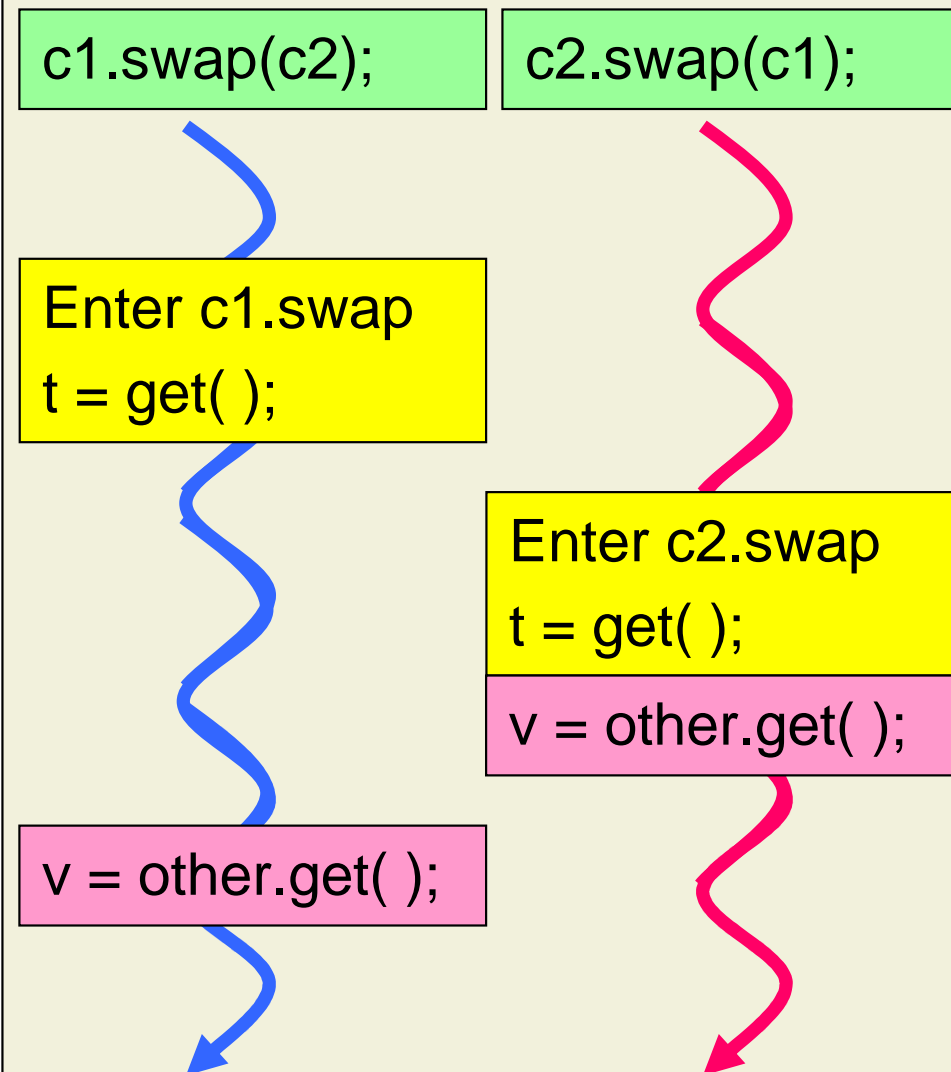 c1.swap(c2);
c2.swap(c1);
Enter c1.swap
t = get( );
Enter c2.swap
t = get( );
v = other.get( );
v = other.get( );